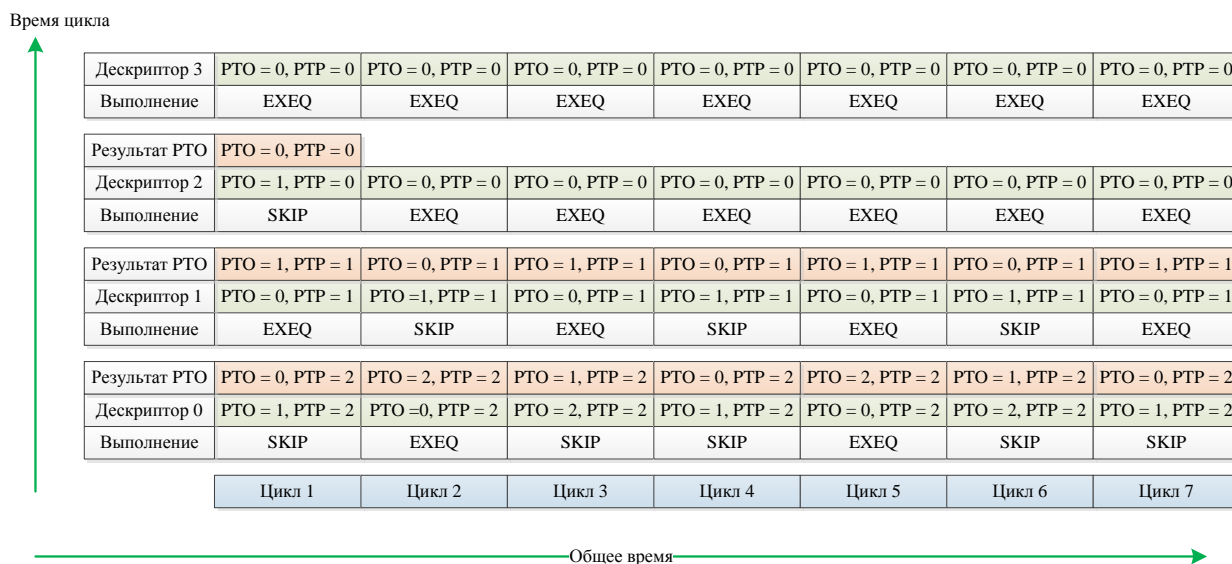 Время цикла
Дескриптор 3 PTO = 0, PTP = 0 PTO = 0, PTP = 0 PTO = 0, PTP = 0 PTO = 0, PTP = 0 PTO = 0, PTP = 0 PTO = 0, PTP = 0 PTO = 0, PTP = 0
Выполнение EXEQ EXEQ EXEQ EXEQ EXEQ EXEQ EXEQ
Результат PTO PTO = 0, PTP = 0
Дескриптор 2 PTO = 1, PTP = 0 PTO = 0, PTP = 0 PTO = 0, PTP = 0 PTO = 0, PTP = 0 PTO = 0, PTP = 0 PTO = 0, PTP = 0 PTO = 0, PTP = 0
Выполнение SKIP EXEQ EXEQ EXEQ EXEQ EXEQ EXEQ
Результат PTO PTO = 1, PTP = 1 PTO = 0, PTP = 1 PTO = 1, PTP = 1 PTO = 0, PTP = 1 PTO = 1, PTP = 1 PTO = 0, PTP = 1 PTO = 1, PTP = 1
Дескриптор 1 PTO = 0, PTP = 1 PTO =1, PTP = 1 PTO = 0, PTP = 1 PTO = 1, PTP = 1 PTO = 0, PTP = 1 PTO = 1, PTP = 1 PTO = 0, PTP = 1
Выполнение EXEQ SKIP EXEQ SKIP EXEQ SKIP EXEQ
Результат PTO PTO = 0, PTP = 2 PTO = 2, PTP = 2 PTO = 1, PTP = 2 PTO = 0, PTP = 2 PTO = 2, PTP = 2 PTO = 1, PTP = 2 PTO = 0, PTP = 2
Дескриптор 0 PTO = 1, PTP = 2 PTO =0, PTP = 2 PTO = 2, PTP = 2 PTO = 1, PTP = 2 PTO = 0, PTP = 2 PTO = 2, PTP = 2 PTO = 1, PTP = 2
Выполнение SKIP EXEQ SKIP SKIP EXEQ SKIP SKIP
Цикл 1 Цикл 2 Цикл 3 Цикл 4 Цикл 5 Цикл 6 Цикл 7
Общее время